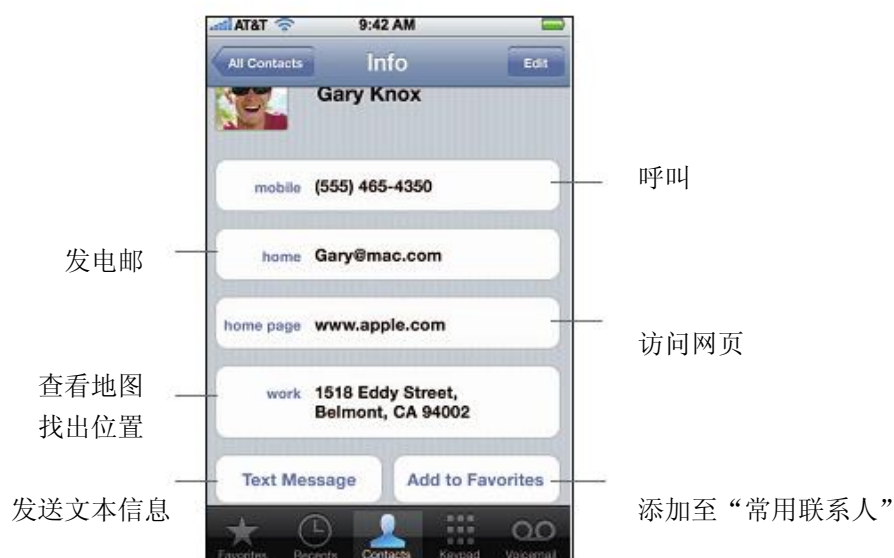 AT&T 9:42 AM
All Contacts Info Edit
Gary Knox
mobile (555) 465-4350
呼叫
发电邮
home Gary@mac.com
home page www.apple.com
访问网页
查看地图
找出位置
work 1518 Eddy Street,
Belmont, CA 94002
Text Message Add to Favorites
发送文本信息
添加至“常用联系人”
Favorites Recents Contacts Keypad Voicemail